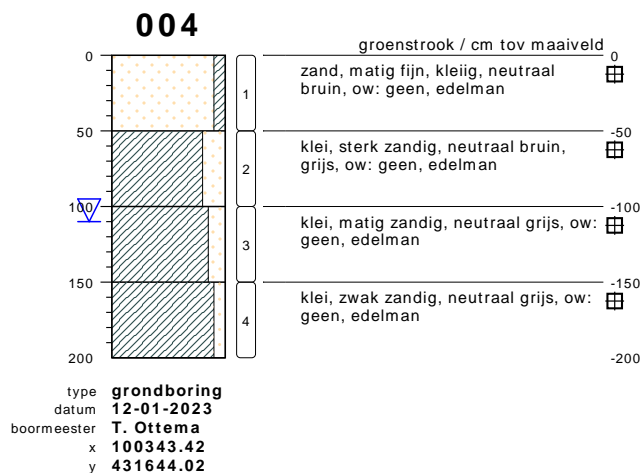 004
groenstrook / cm tov maaiveld
0
0
1
zand, matig fijn, kleiig, neutraal
bruin, ow: geen, edelman
50
-50
2
klei, sterk zandig, neutraal bruin,
grijs, ow: geen, edelman
100
-100
3
klei, matig zandig, neutraal grijs, ow:
geen, edelman
150
-150
4
klei, zwak zandig, neutraal grijs, ow:
geen, edelman
200
-200
type grondboring
datum 12-01-2023
boormeester T. Ottema
x 100343.42
y 431644.02